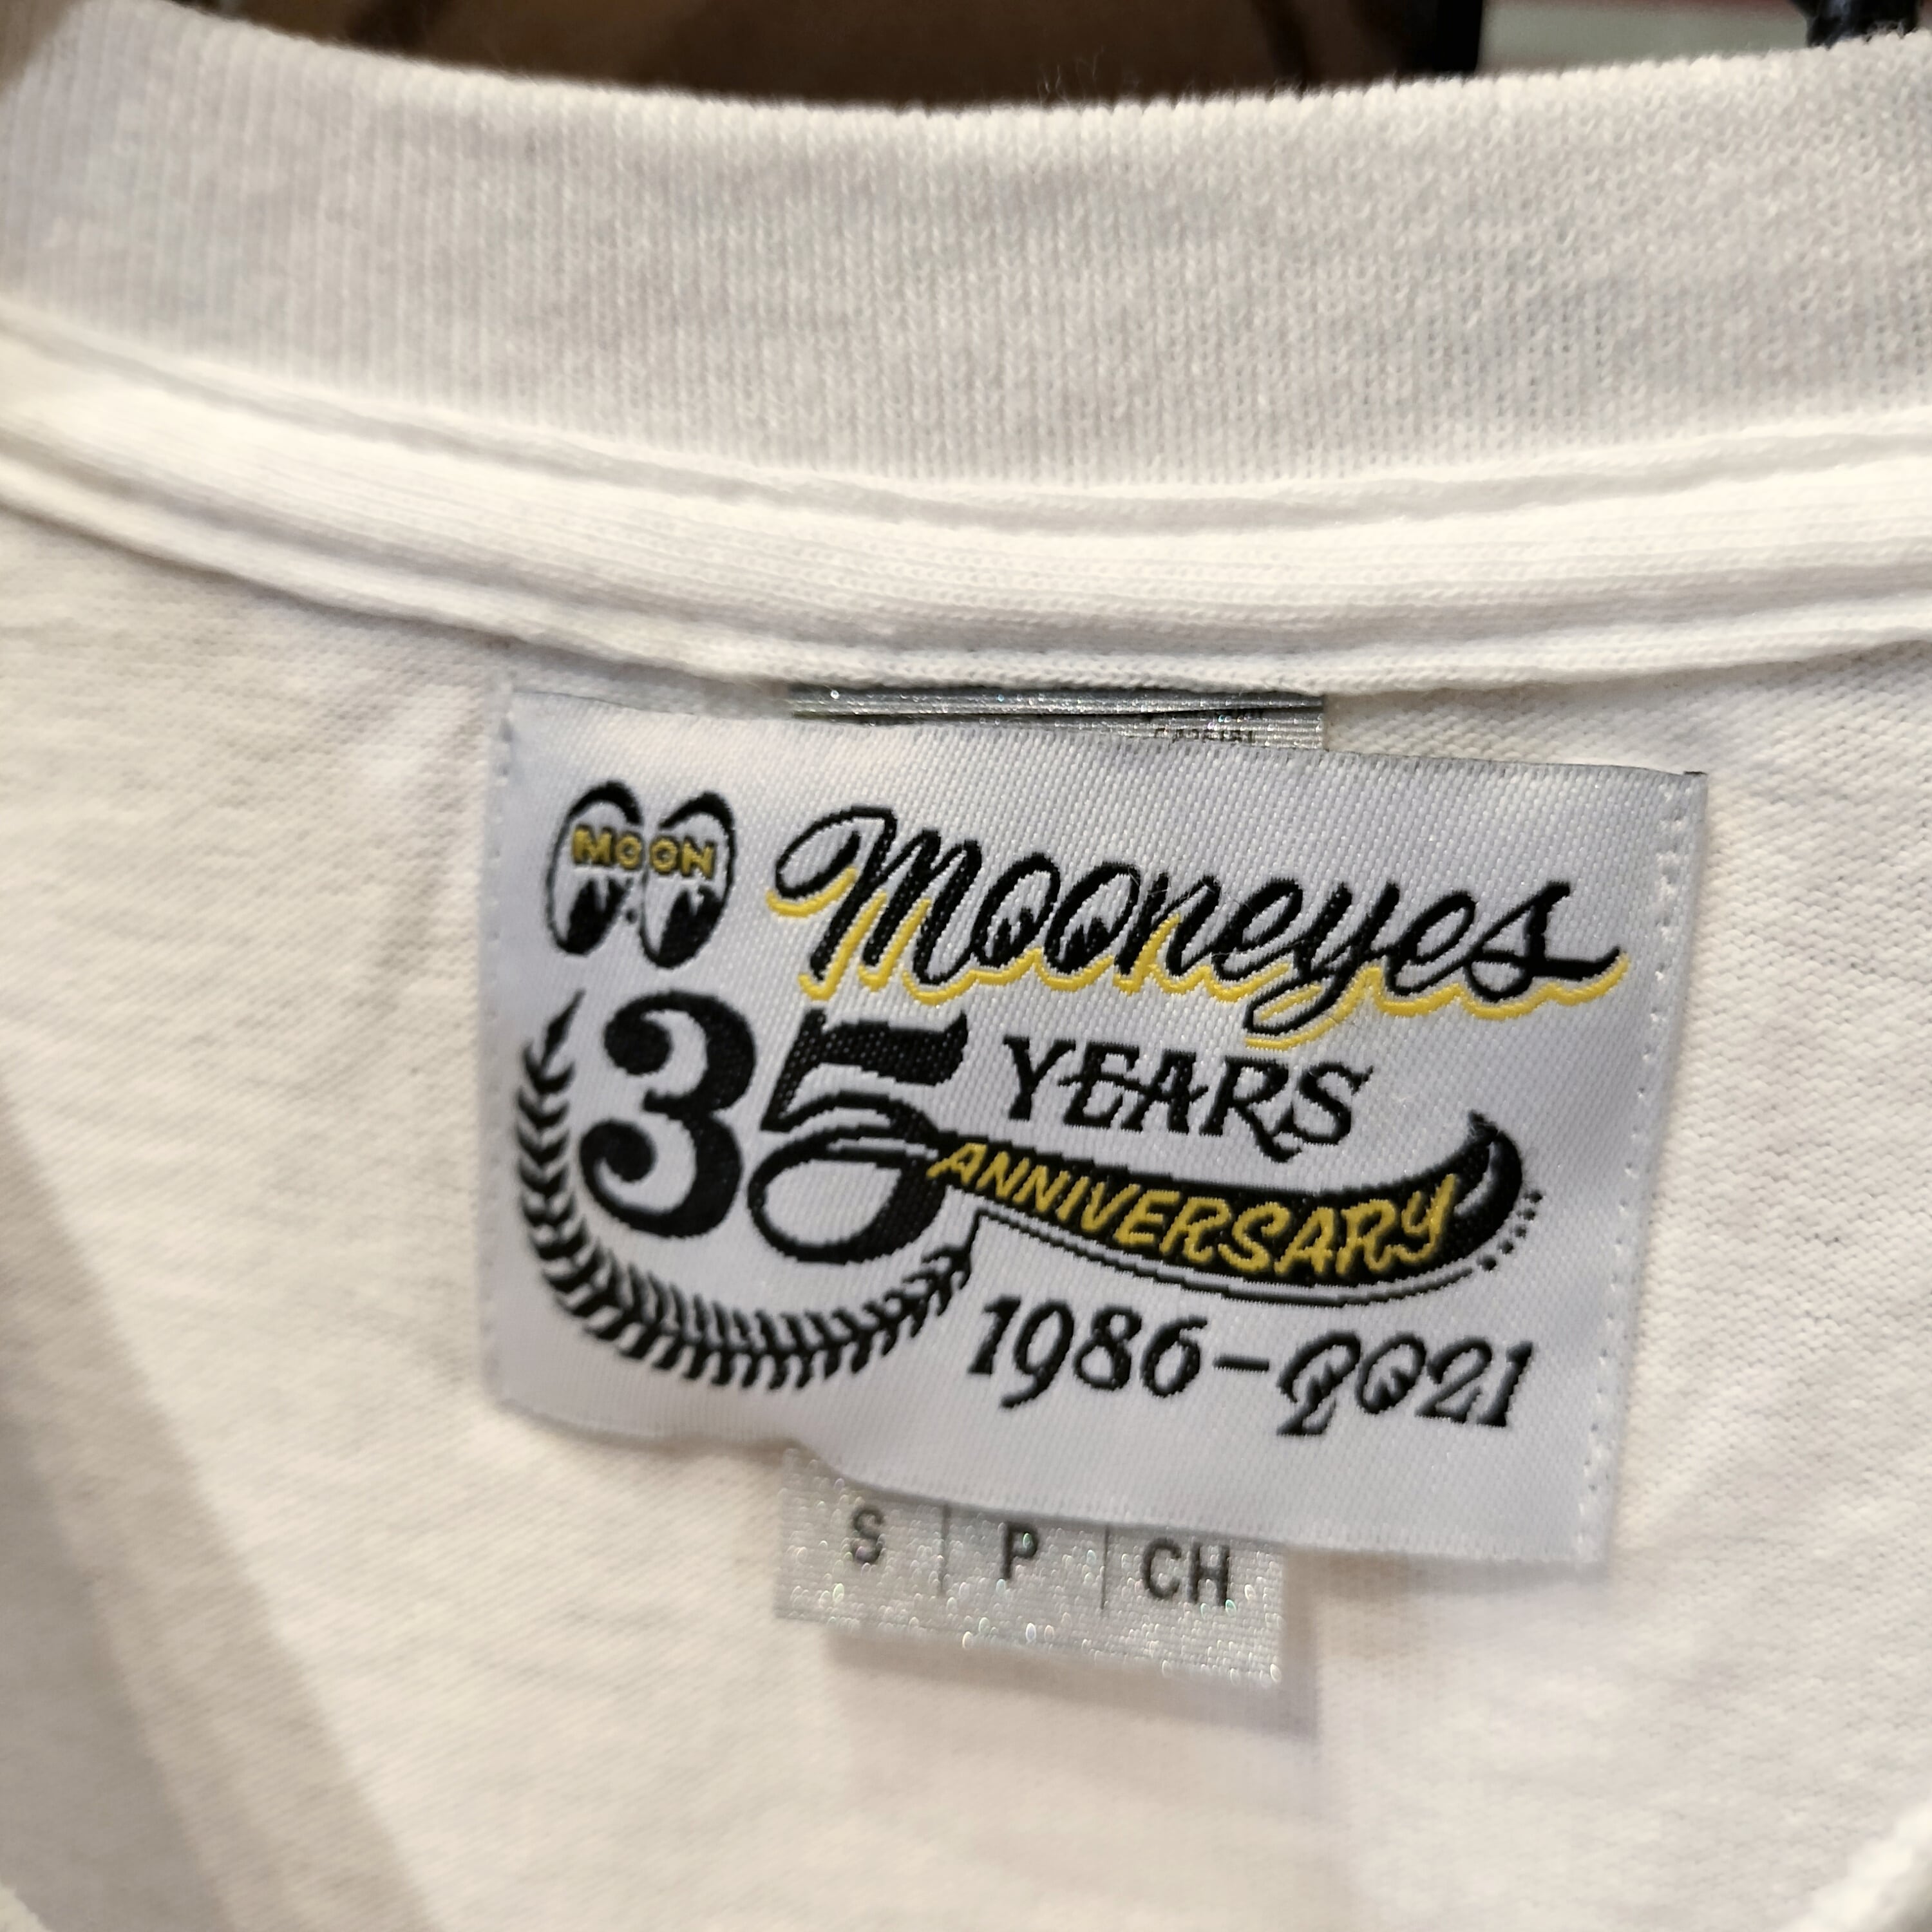 MOON
Mooneyes
35 YEARS
ANNIVERSARY
1986-2021
S | P | CH